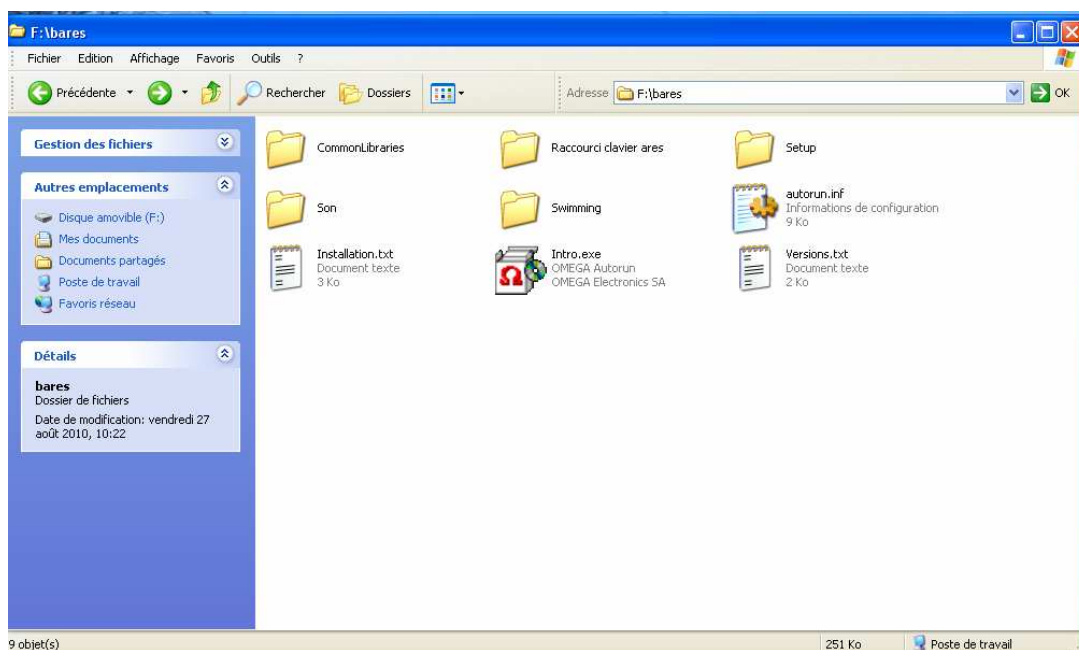 F:\bares
Fichier Edition Affichage Favoris Outils ?
Précédente Rechercher Dossiers Adresse F:\bares OK
Gestion des fichiers
Autres emplacements
Disque amovible (F:)
Mes documents
Documents partagés
Poste de travail
Favoris réseau
Détails
bares
Dossier de fichiers
Date de modification: vendredi 27
août 2010, 10:22
CommonLibraries
Raccourci clavier ares
Setup
Son
Swimming
autorun.inf
Informations de configuration
9 Ko
Installation.txt
Document texte
3 Ko
Intro.exe
OMEGA Autorun
OMEGA Electronics SA
Versions.txt
Document texte
2 Ko
9 objet(s) 251 Ko Poste de travail